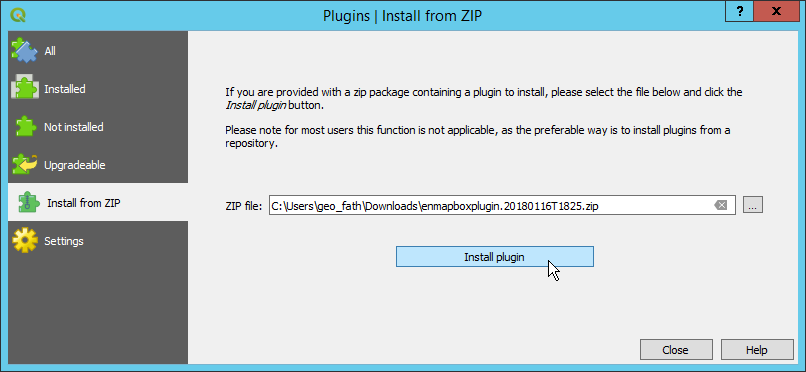 Plugins | Install from ZIP
?
X
All
Installed
Not installed
Upgradeable
Install from ZIP
Settings
If you are provided with a zip package containing a plugin to install, please select the file below and click the
Install plugin button.
Please note for most users this function is not applicable, as the preferable way is to install plugins from a
repository.
ZIP file: C:\Users\geo_fath\Downloads\enmapboxplugin.20180116T1825.zip ...
Install plugin
Close
Help